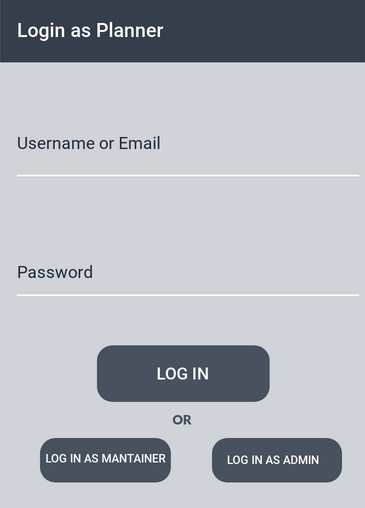 Login as Planner
Username or Email
Password
LOG IN
OR
LOG IN AS MANTAINER
LOG IN AS ADMIN